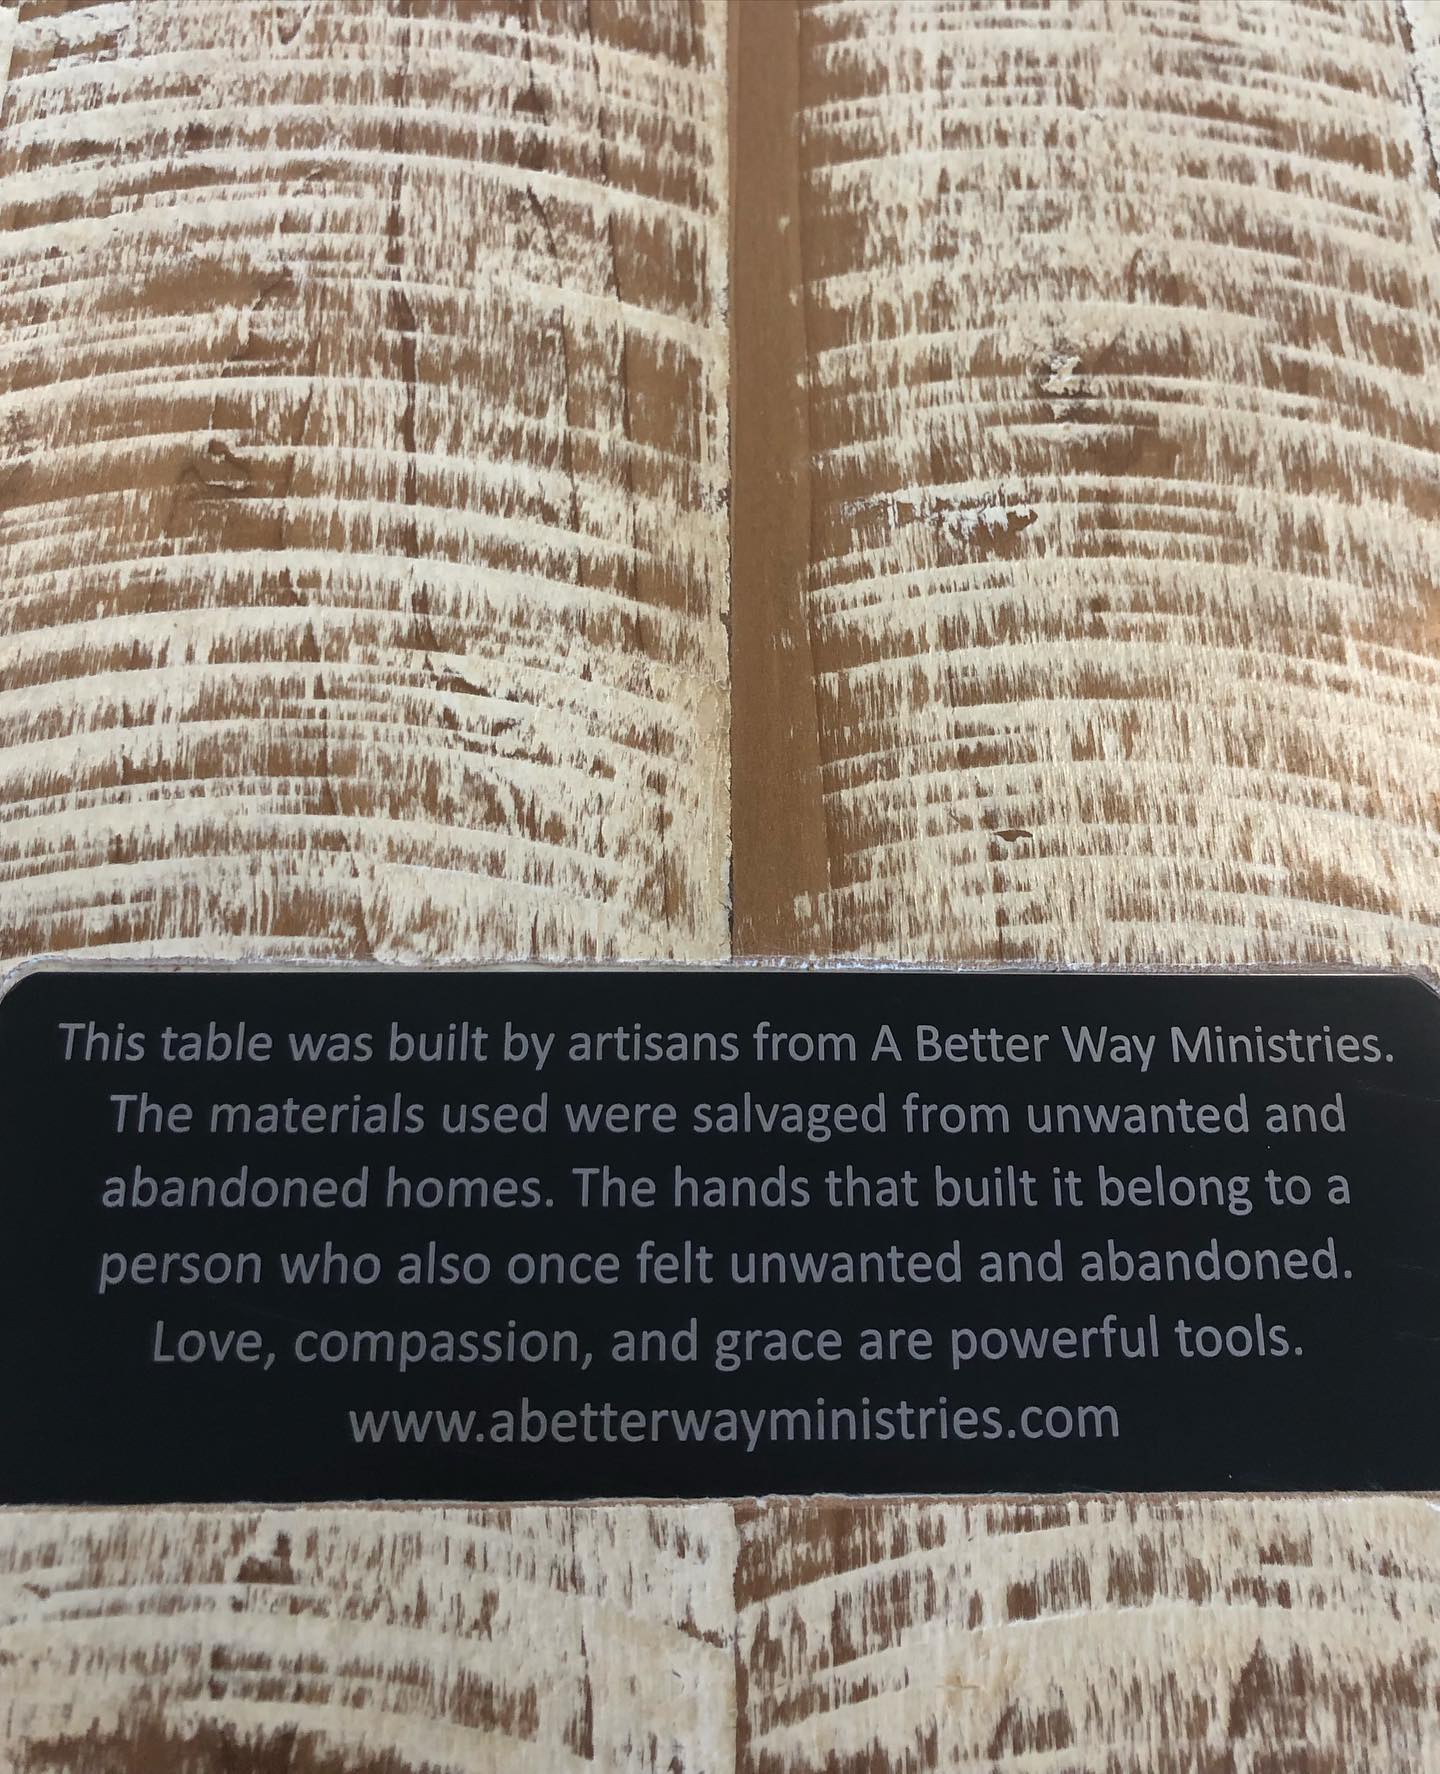 This table was built by artisans from A Better Way Ministries.
The materials used were salvaged from unwanted and
abandoned homes. The hands that built it belong to a
person who also once felt unwanted and abandoned.
Love, compassion, and grace are powerful tools.
www.abetterwayministries.com